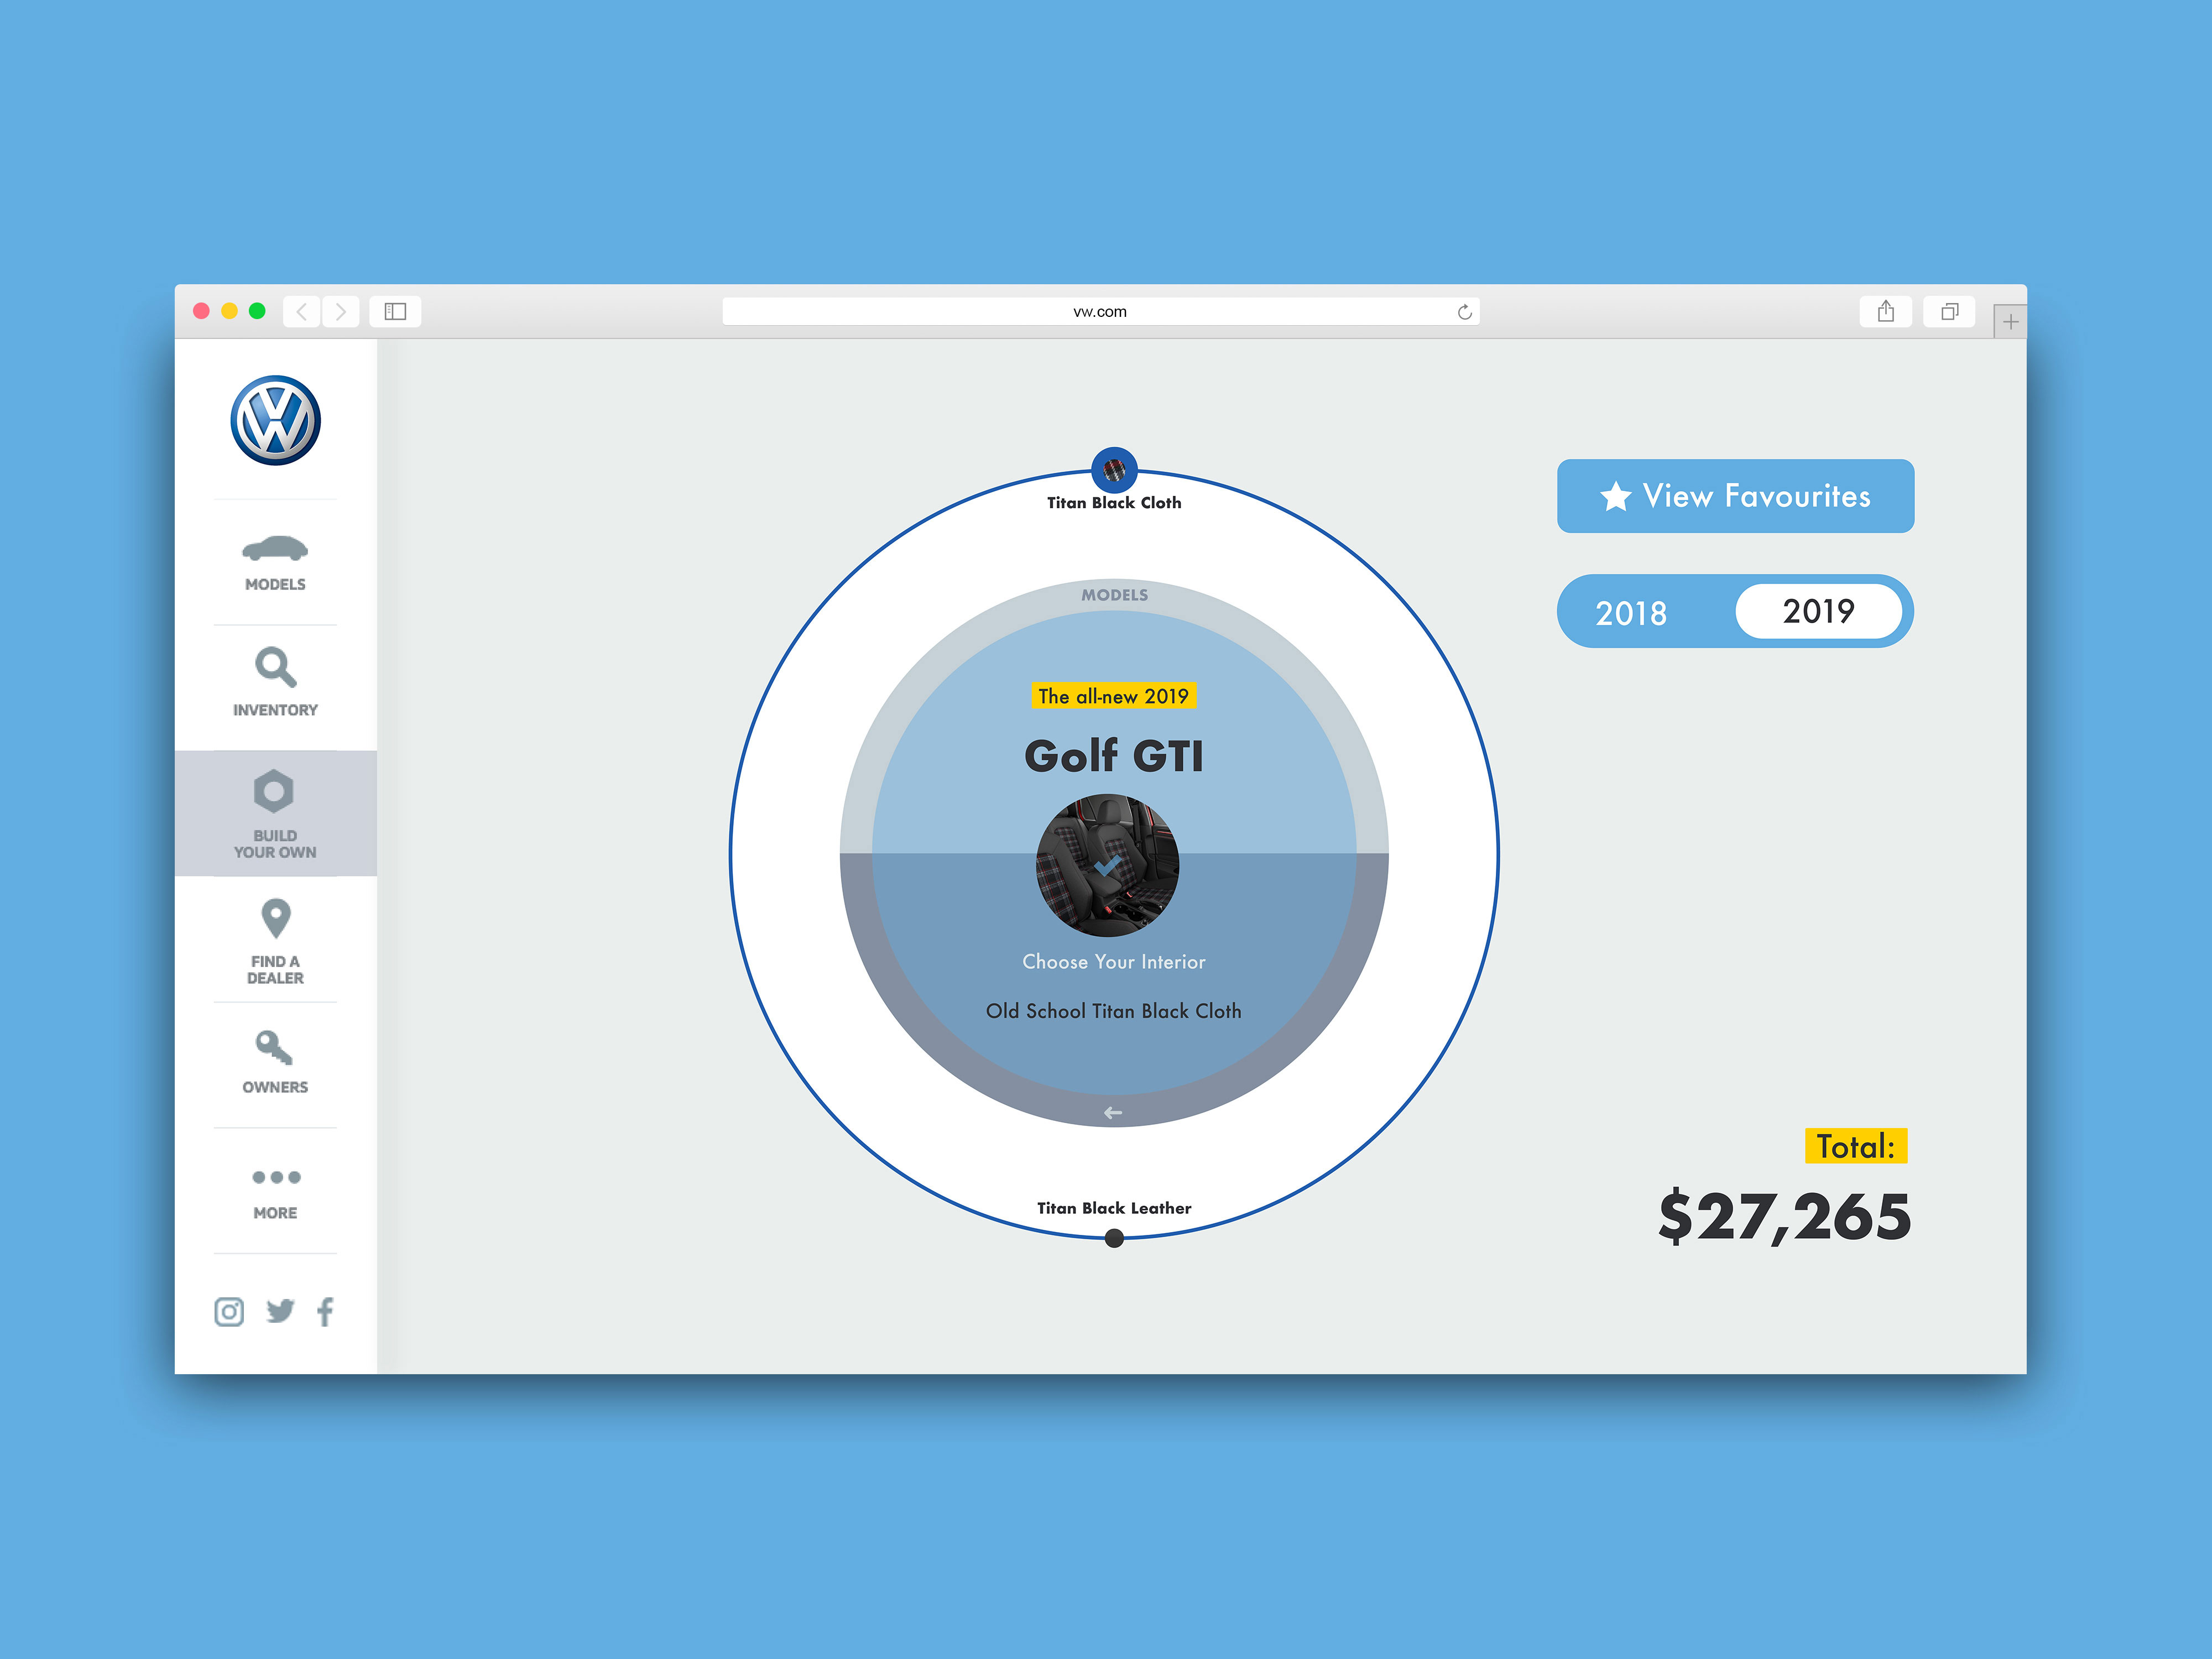 vw.com
MODELS
INVENTORY
BUILD
YOUR OWN
FIND A
DEALER
OWNERS
MORE
Titan Black Cloth
MODELS
The all-new 2019
Golf GTI
Choose Your Interior
Old School Titan Black Cloth
Titan Black Leather
View Favourites
2018 2019
Total:
$27,265